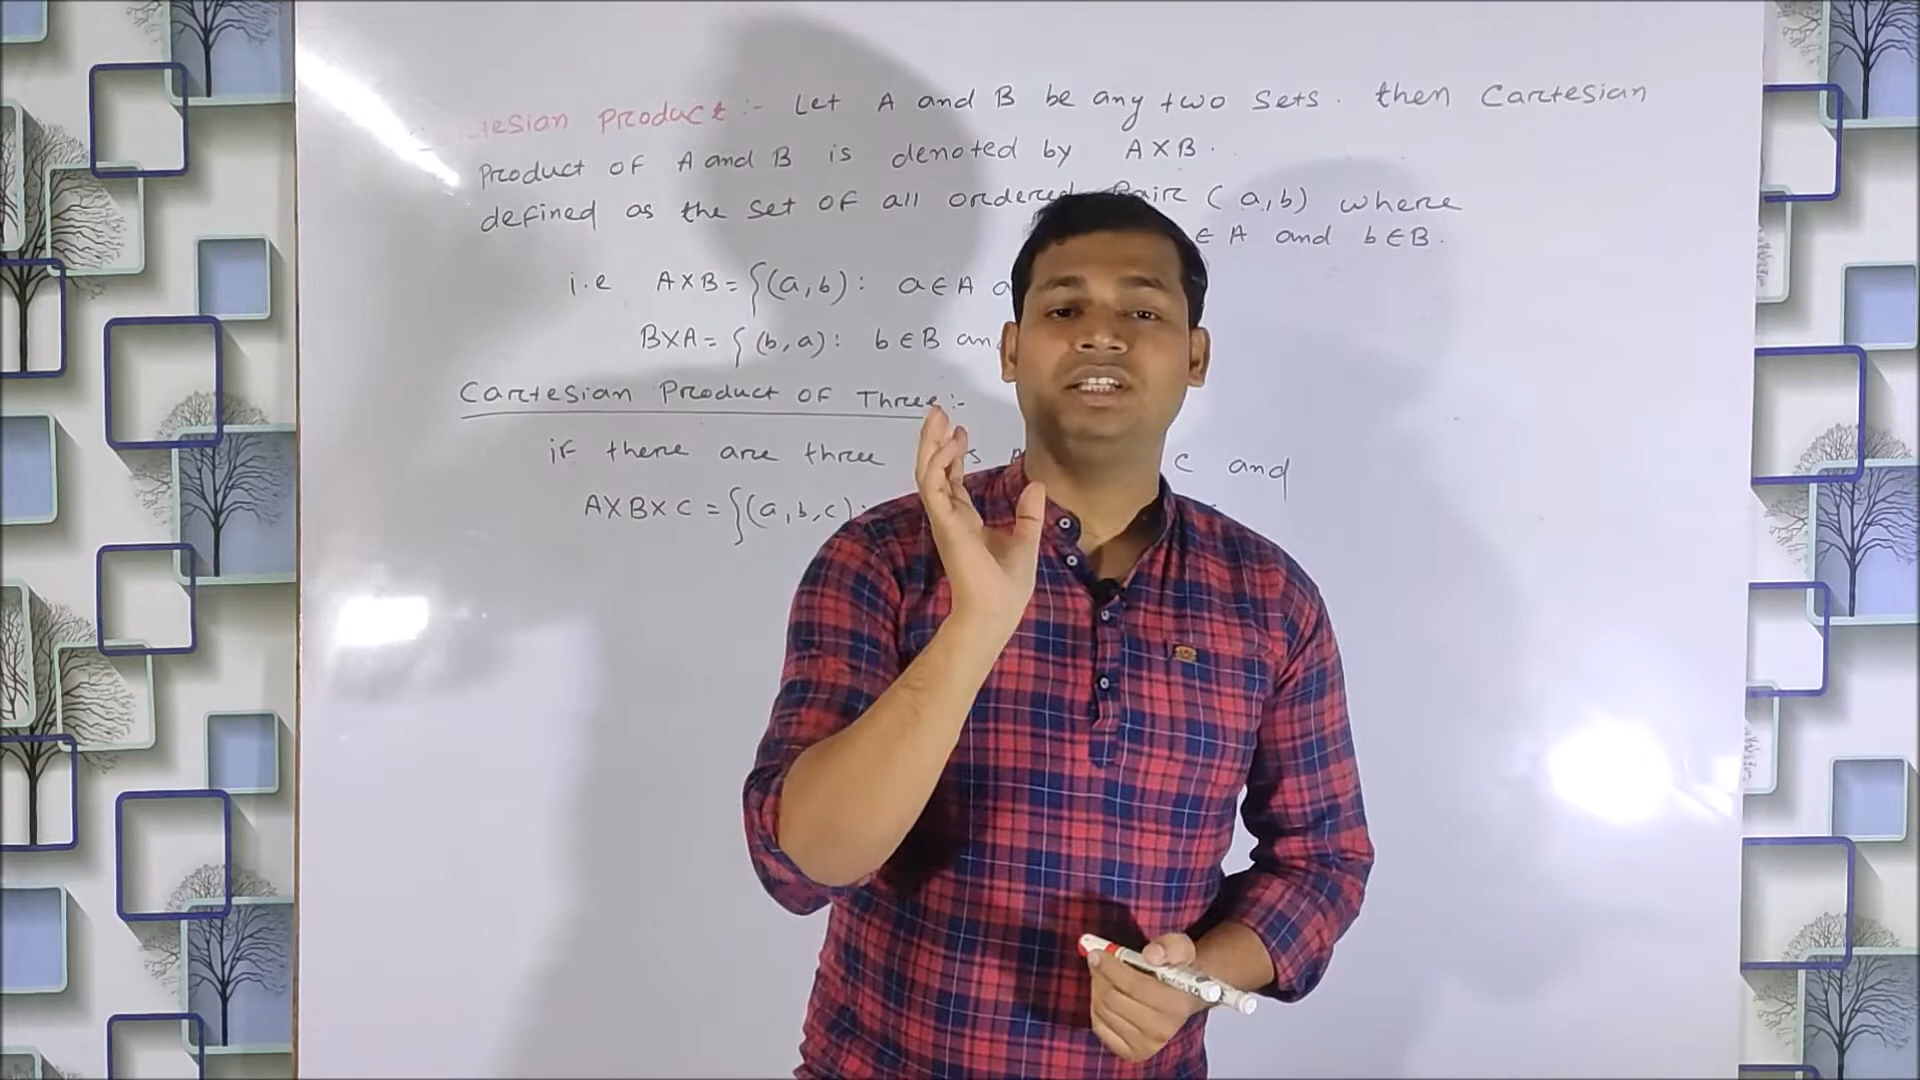 tesian Product :- Let A and B be any two sets. then Cartesian
Product of A and B is denoted by A×B.
defined as the set of all ordered Pair (a,b) where
∈ A and b∈B.
i.e A×B = {(a,b): a∈A
B×A = {(b,a): b∈B and
Cartesian Product of Three :-
if there are three C and
A×B×C = {(a,b,c):